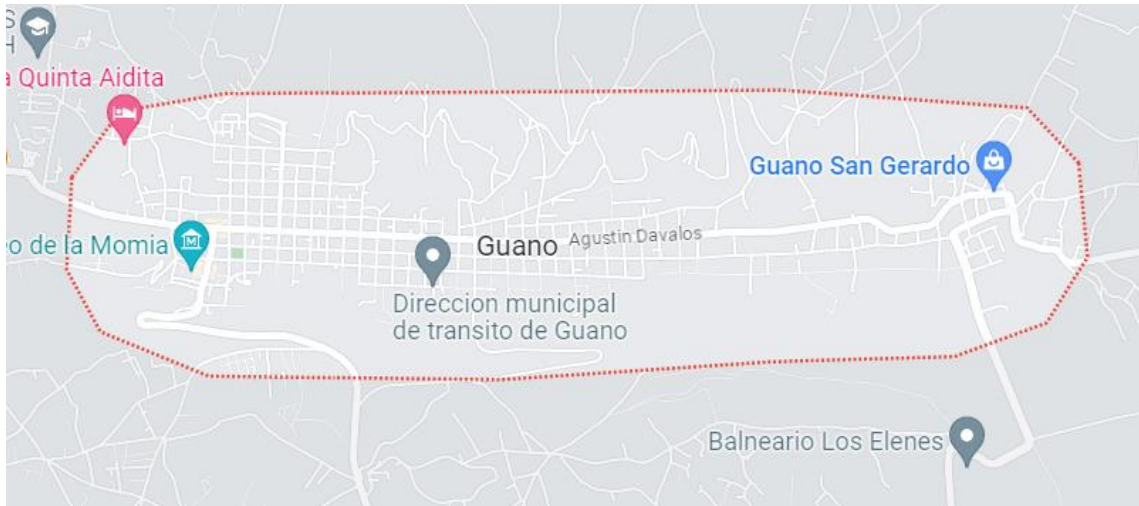 S
H
a Quinta Aidita
Guano San Gerardo
Guano
Agustin Davalos
o de la Momia
M
Direccion municipal
de transito de Guano
Balneario Los Elenes